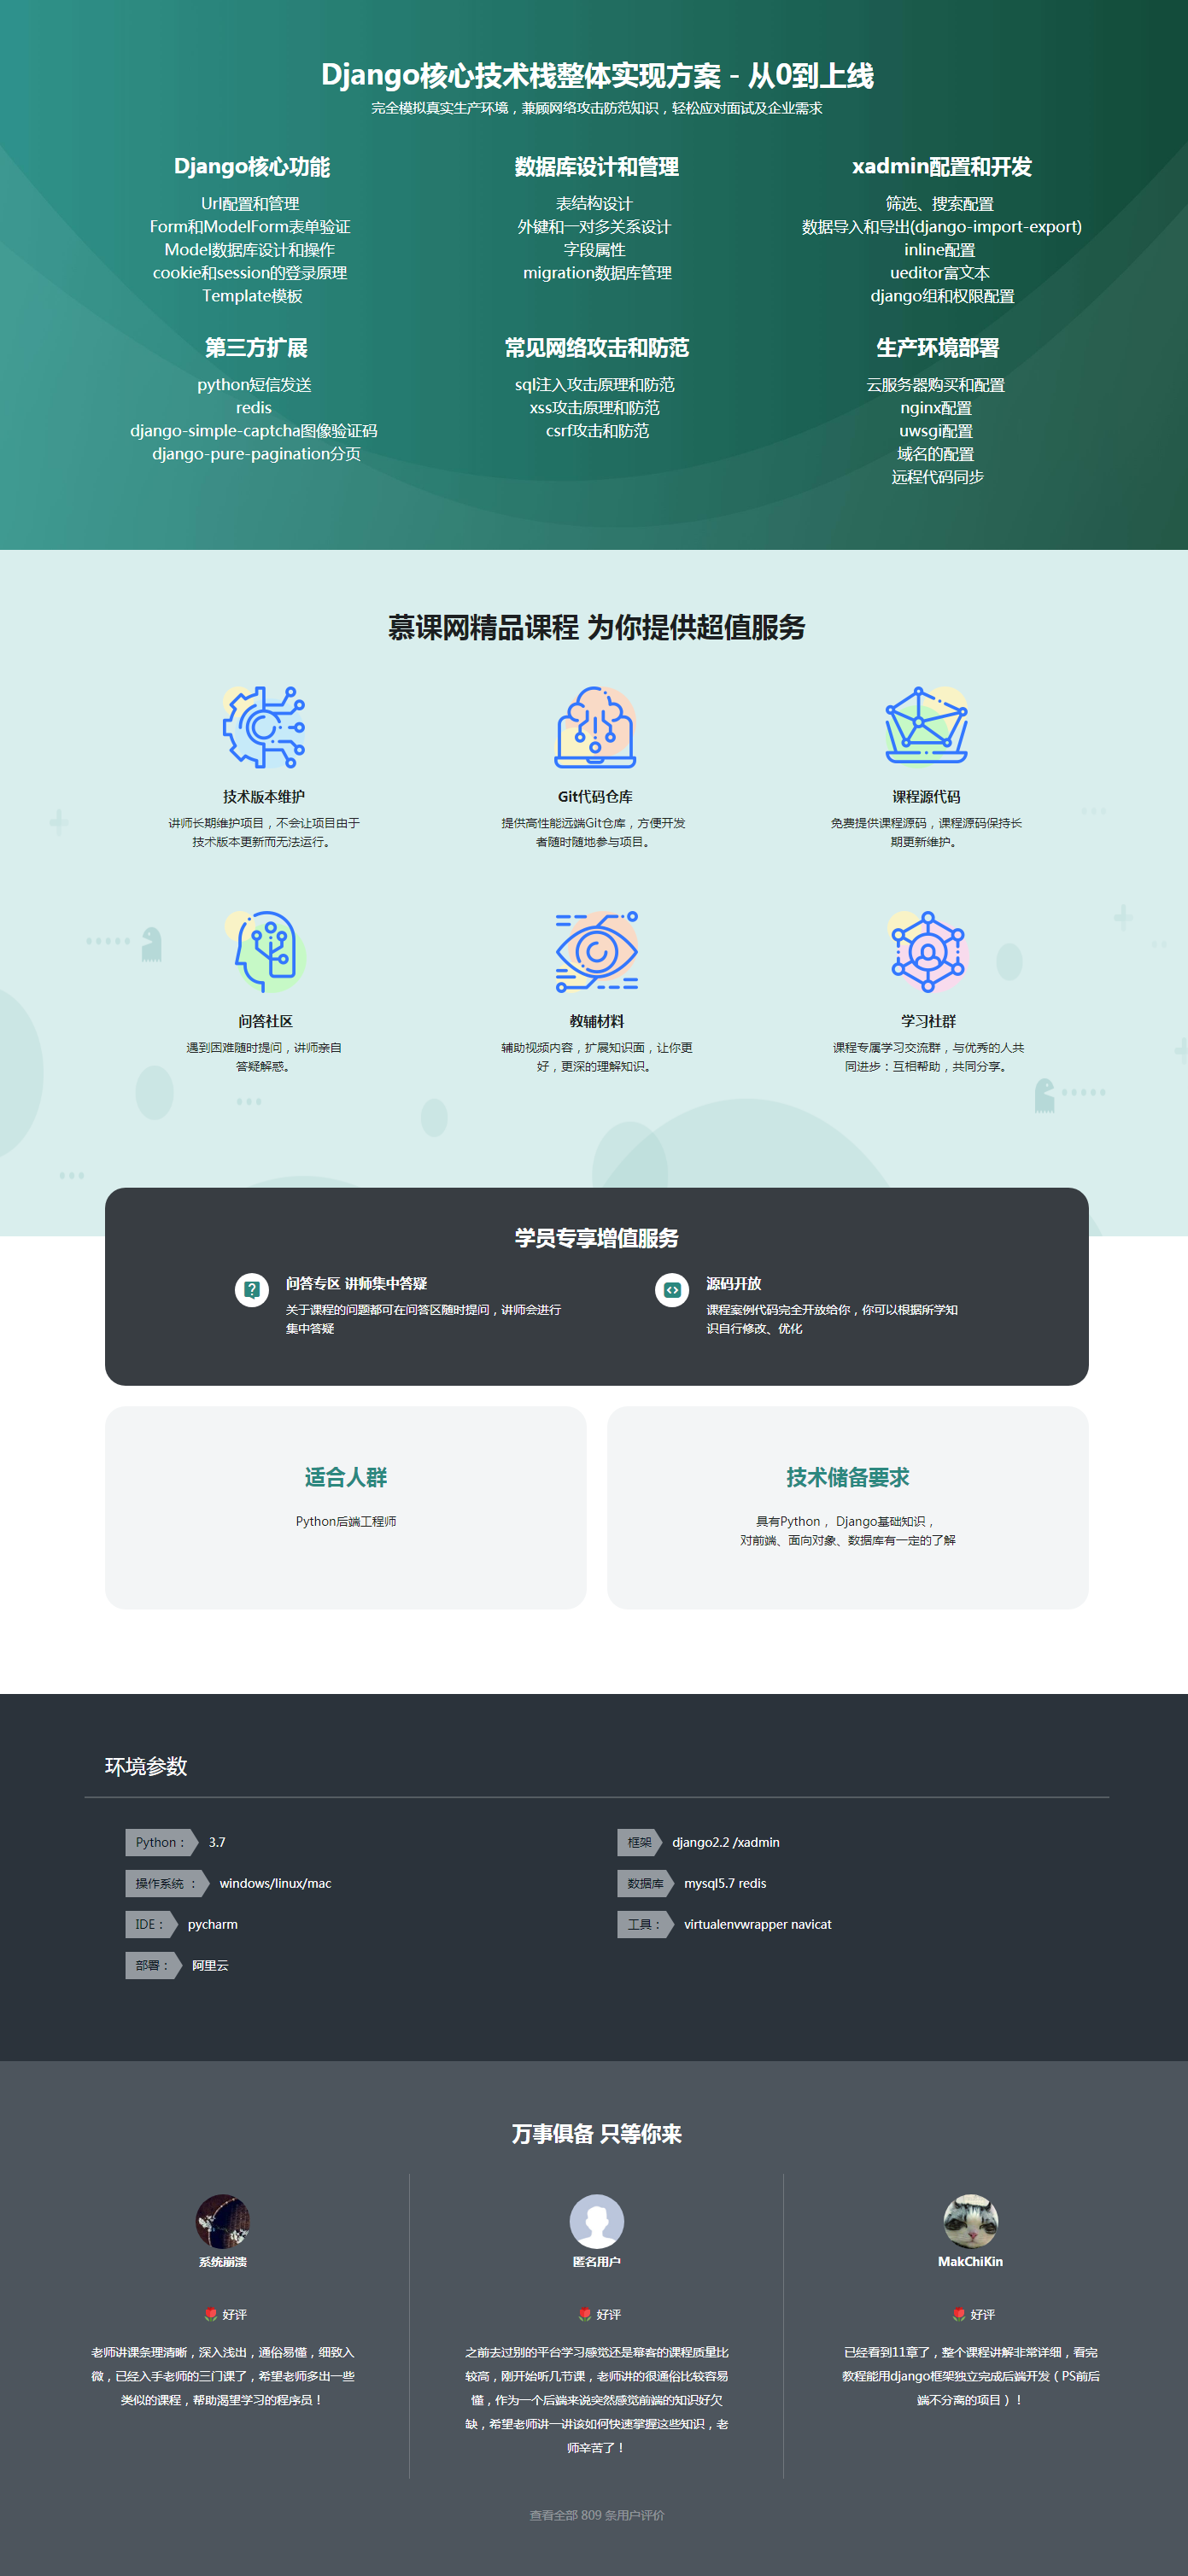 Django核心技术栈整体实现方案 - 从0到上线
完全模拟真实生产环境，兼顾网络攻击防范知识，轻松应对面试及企业需求
Django核心功能
Url配置和管理
Form和ModelForm表单验证
Model数据库设计和操作
cookie和session的登录原理
Template模板
数据库设计和管理
表结构设计
外键和一对多关系设计
字段属性
migration数据库管理
xadmin配置和开发
筛选、搜索配置
数据导入和导出(django-import-export)
inline配置
ueditor富文本
django组和权限配置
第三方扩展
python短信发送
redis
django-simple-captcha图像验证码
django-pure-pagination分页
常见网络攻击和防范
sql注入攻击原理和防范
xss攻击原理和防范
csrf攻击和防范
生产环境部署
云服务器购买和配置
nginx配置
uwsgi配置
域名的配置
远程代码同步
慕课网精品课程 为你提供超值服务
技术版本维护
讲师长期维护项目，不会让项目由于
技术版本更新而无法运行。
Git代码仓库
提供高性能远端Git仓库，方便开发
者随时随地参与项目。
课程源代码
免费提供课程源码，课程源码保持长
期更新维护。
问答社区
遇到困难随时提问，讲师亲自
答疑解惑。
教辅材料
辅助视频内容，扩展知识面，让你更
好，更深的理解知识。
学习社群
课程专属学习交流群，与优秀的人共
同进步：互相帮助，共同分享。
学员专享增值服务
问答专区 讲师集中答疑
关于课程的问题都可在问答区随时提问，讲师会进行
集中答疑
源码开放
课程案例代码完全开放给你，你可以根据所学知
识自行修改、优化
适合人群
Python后端工程师
技术储备要求
具有Python， Django基础知识，
对前端、面向对象、数据库有一定的了解
环境参数
Python： 3.7
框架 django2.2 /xadmin
操作系统 ： windows/linux/mac
数据库 mysql5.7 redis
IDE： pycharm
工具： virtualenvwrapper navicat
部署： 阿里云
万事俱备 只等你来
系统崩溃
好评
老师讲课条理清晰，深入浅出，通俗易懂，细致入
微，已经入手老师的三门课了，希望老师多出一些
类似的课程，帮助渴望学习的程序员！
匿名用户
好评
之前去过别的平台学习感觉还是幕客的课程质量比
较高，刚开始听几节课，老师讲的很通俗比较容易
懂，作为一个后端来说突然感觉前端的知识好欠
缺，希望老师讲一讲该如何快速掌握这些知识，老
师辛苦了！
MakChiKin
好评
已经看到11章了，整个课程讲解非常详细，看完
教程能用django框架独立完成后端开发（PS前后
端不分离的项目）！
查看全部 809 条用户评价